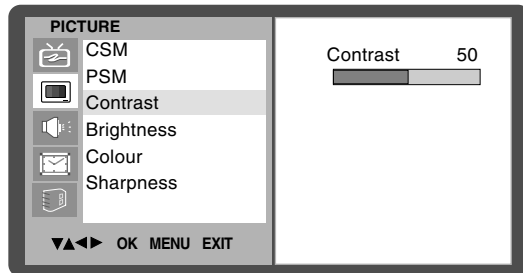 PICTURE
CSM
PSM
Contrast
Brightness
Colour
Sharpness
▼▲◄► OK MENU EXIT
Contrast 50